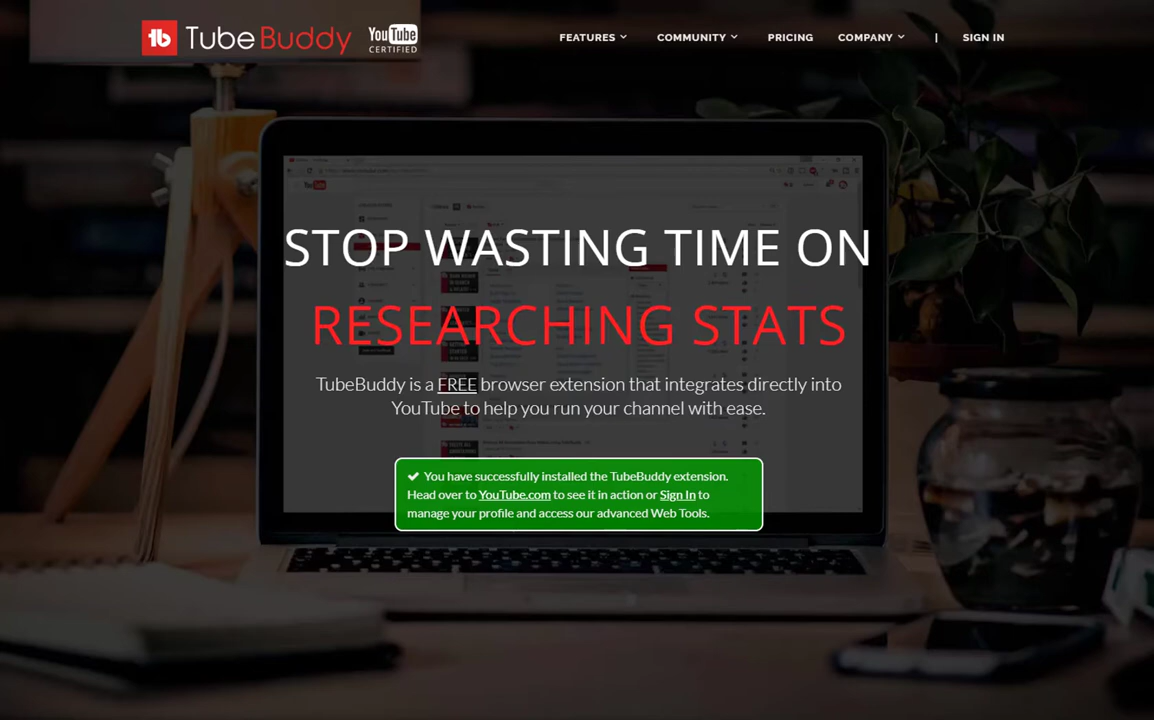 TubeBuddy
YouTube
CERTIFIED
FEATURES
COMMUNITY
PRICING
COMPANY
|
SIGN IN
STOP WASTING TIME ON
RESEARCHING STATS
TubeBuddy is a FREE browser extension that integrates directly into
YouTube to help you run your channel with ease.
You have successfully installed the TubeBuddy extension.
Head over to YouTube.com to see it in action or Sign In to
manage your profile and access our advanced Web Tools.